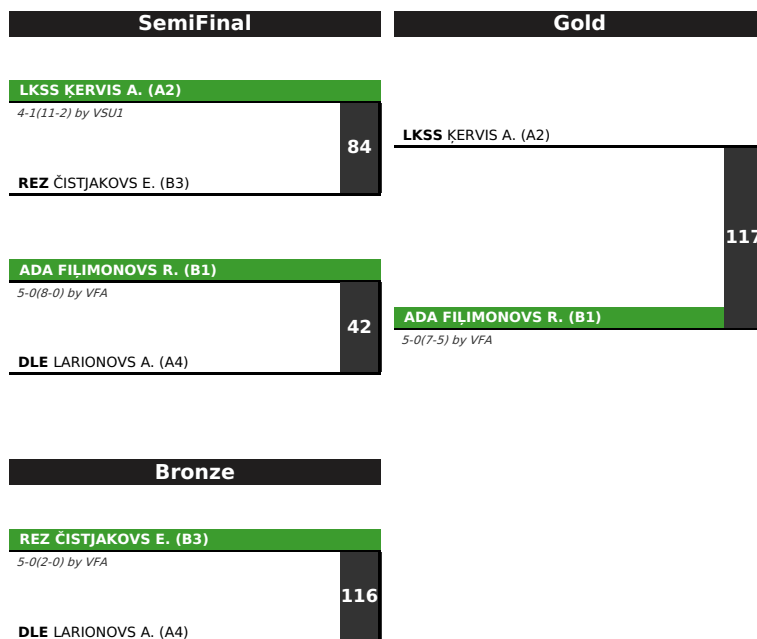 SemiFinal
LKSS ĶERVIS A. (A2)
4-1(11-2) by VSU1
84
REZ ČISTJAKOVS E. (B3)
ADA FIĻIMONOVS R. (B1)
5-0(8-0) by VFA
42
DLE LARIONOVS A. (A4)
Gold
LKSS ĶERVIS A. (A2)
117
ADA FIĻIMONOVS R. (B1)
5-0(7-5) by VFA
Bronze
REZ ČISTJAKOVS E. (B3)
5-0(2-0) by VFA
116
DLE LARIONOVS A. (A4)